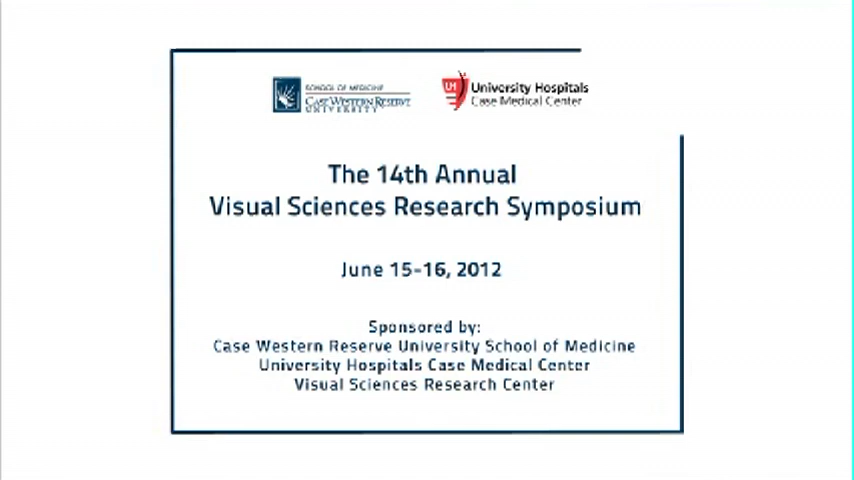 SCHOOL OF MEDICINE
CASE WESTERN RESERVE
UNIVERSITY
UH
University Hospitals
Case Medical Center
The 14th Annual
Visual Sciences Research Symposium
June 15-16, 2012
Sponsored by:
Case Western Reserve University School of Medicine
University Hospitals Case Medical Center
Visual Sciences Research Center